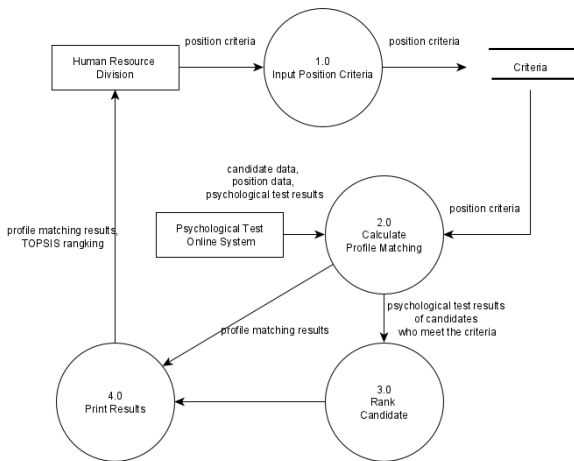 position criteria
position criteria
Human Resource
Division
1.0
Input Position Criteria
Criteria
candidate data,
position data,
psychological test results
Psychological Test
Online System
2.0
Calculate
Profile Matching
position criteria
profile matching results,
TOPSIS rangking
psychological test results
of candidates
who meet the criteria
profile matching results
4.0
Print Results
3.0
Rank
Candidate